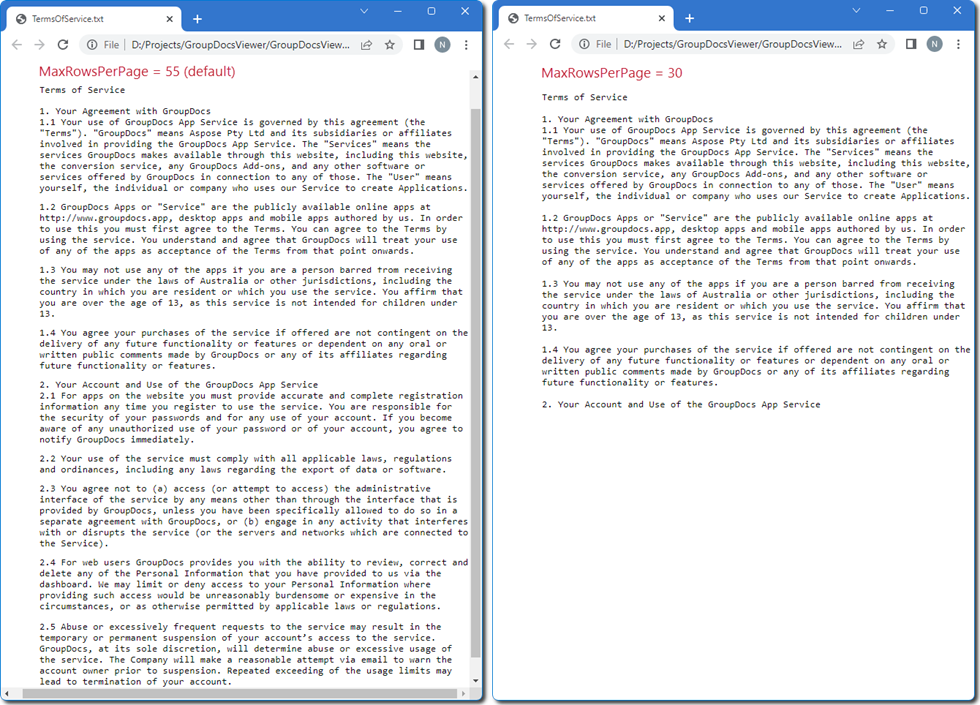 TermsOfService.txt
File
D:/Projects/GroupDocsViewer/GroupDocsView...
N
MaxRowsPerPage = 55 (default)
Terms of Service
1. Your Agreement with GroupDocs
1.1 Your use of GroupDocs App Service is governed by this agreement (the
"Terms"). "GroupDocs" means Aspose Pty Ltd and its subsidiaries or affiliates
involved in providing the GroupDocs App Service. The "Services" means the
services GroupDocs makes available through this website, including this website,
the conversion service, any GroupDocs Add-ons, and any other software or
services offered by GroupDocs in connection to any of those. The "User" means
yourself, the individual or company who uses our Service to create Applications.
1.2 GroupDocs Apps or "Service" are the publicly available online apps at
http://www.groupdocs.app, desktop apps and mobile apps authored by us. In order
to use this you must first agree to the Terms. You can agree to the Terms by
using the service. You understand and agree that GroupDocs will treat your use
of any of the apps as acceptance of the Terms from that point onwards.
1.3 You may not use any of the apps if you are a person barred from receiving
the service under the laws of Australia or other jurisdictions, including the
country in which you are resident or which you use the service. You affirm that
you are over the age of 13, as this service is not intended for children under
13.
1.4 You agree your purchases of the service if offered are not contingent on the
delivery of any future functionality or features or dependent on any oral or
written public comments made by GroupDocs or any of its affiliates regarding
future functionality or features.
2. Your Account and Use of the GroupDocs App Service
2.1 For apps on the website you must provide accurate and complete registration
information any time you register to use the service. You are responsible for
the security of your passwords and for any use of your account. If you become
aware of any unauthorized use of your password or of your account, you agree to
notify GroupDocs immediately.
2.2 Your use of the service must comply with all applicable laws, regulations
and ordinances, including any laws regarding the export of data or software.
2.3 You agree not to (a) access (or attempt to access) the administrative
interface of the service by any means other than through the interface that is
provided by GroupDocs, unless you have been specifically allowed to do so in a
separate agreement with GroupDocs, or (b) engage in any activity that interferes
with or disrupts the service (or the servers and networks which are connected to
the Service).
2.4 For web users GroupDocs provides you with the ability to review, correct and
delete any of the Personal Information that you have provided to us via the
dashboard. We may limit or deny access to your Personal Information where
providing such access would be unreasonably burdensome or expensive in the
circumstances, or as otherwise permitted by applicable laws or regulations.
2.5 Abuse or excessively frequent requests to the service may result in the
temporary or permanent suspension of your account’s access to the service.
GroupDocs, at its sole discretion, will determine abuse or excessive usage of
the service. The Company will make a reasonable attempt via email to warn the
account owner prior to suspension. Repeated exceeding of the usage limits may
lead to termination of your account.
TermsOfService.txt
File
D:/Projects/GroupDocsViewer/GroupDocsView...
N
MaxRowsPerPage = 30
Terms of Service
1. Your Agreement with GroupDocs
1.1 Your use of GroupDocs App Service is governed by this agreement (the
"Terms"). "GroupDocs" means Aspose Pty Ltd and its subsidiaries or affiliates
involved in providing the GroupDocs App Service. The "Services" means the
services GroupDocs makes available through this website, including this website,
the conversion service, any GroupDocs Add-ons, and any other software or
services offered by GroupDocs in connection to any of those. The "User" means
yourself, the individual or company who uses our Service to create Applications.
1.2 GroupDocs Apps or "Service" are the publicly available online apps at
http://www.groupdocs.app, desktop apps and mobile apps authored by us. In order
to use this you must first agree to the Terms. You can agree to the Terms by
using the service. You understand and agree that GroupDocs will treat your use
of any of the apps as acceptance of the Terms from that point onwards.
1.3 You may not use any of the apps if you are a person barred from receiving
the service under the laws of Australia or other jurisdictions, including the
country in which you are resident or which you use the service. You affirm that
you are over the age of 13, as this service is not intended for children under
13.
1.4 You agree your purchases of the service if offered are not contingent on the
delivery of any future functionality or features or dependent on any oral or
written public comments made by GroupDocs or any of its affiliates regarding
future functionality or features.
2. Your Account and Use of the GroupDocs App Service